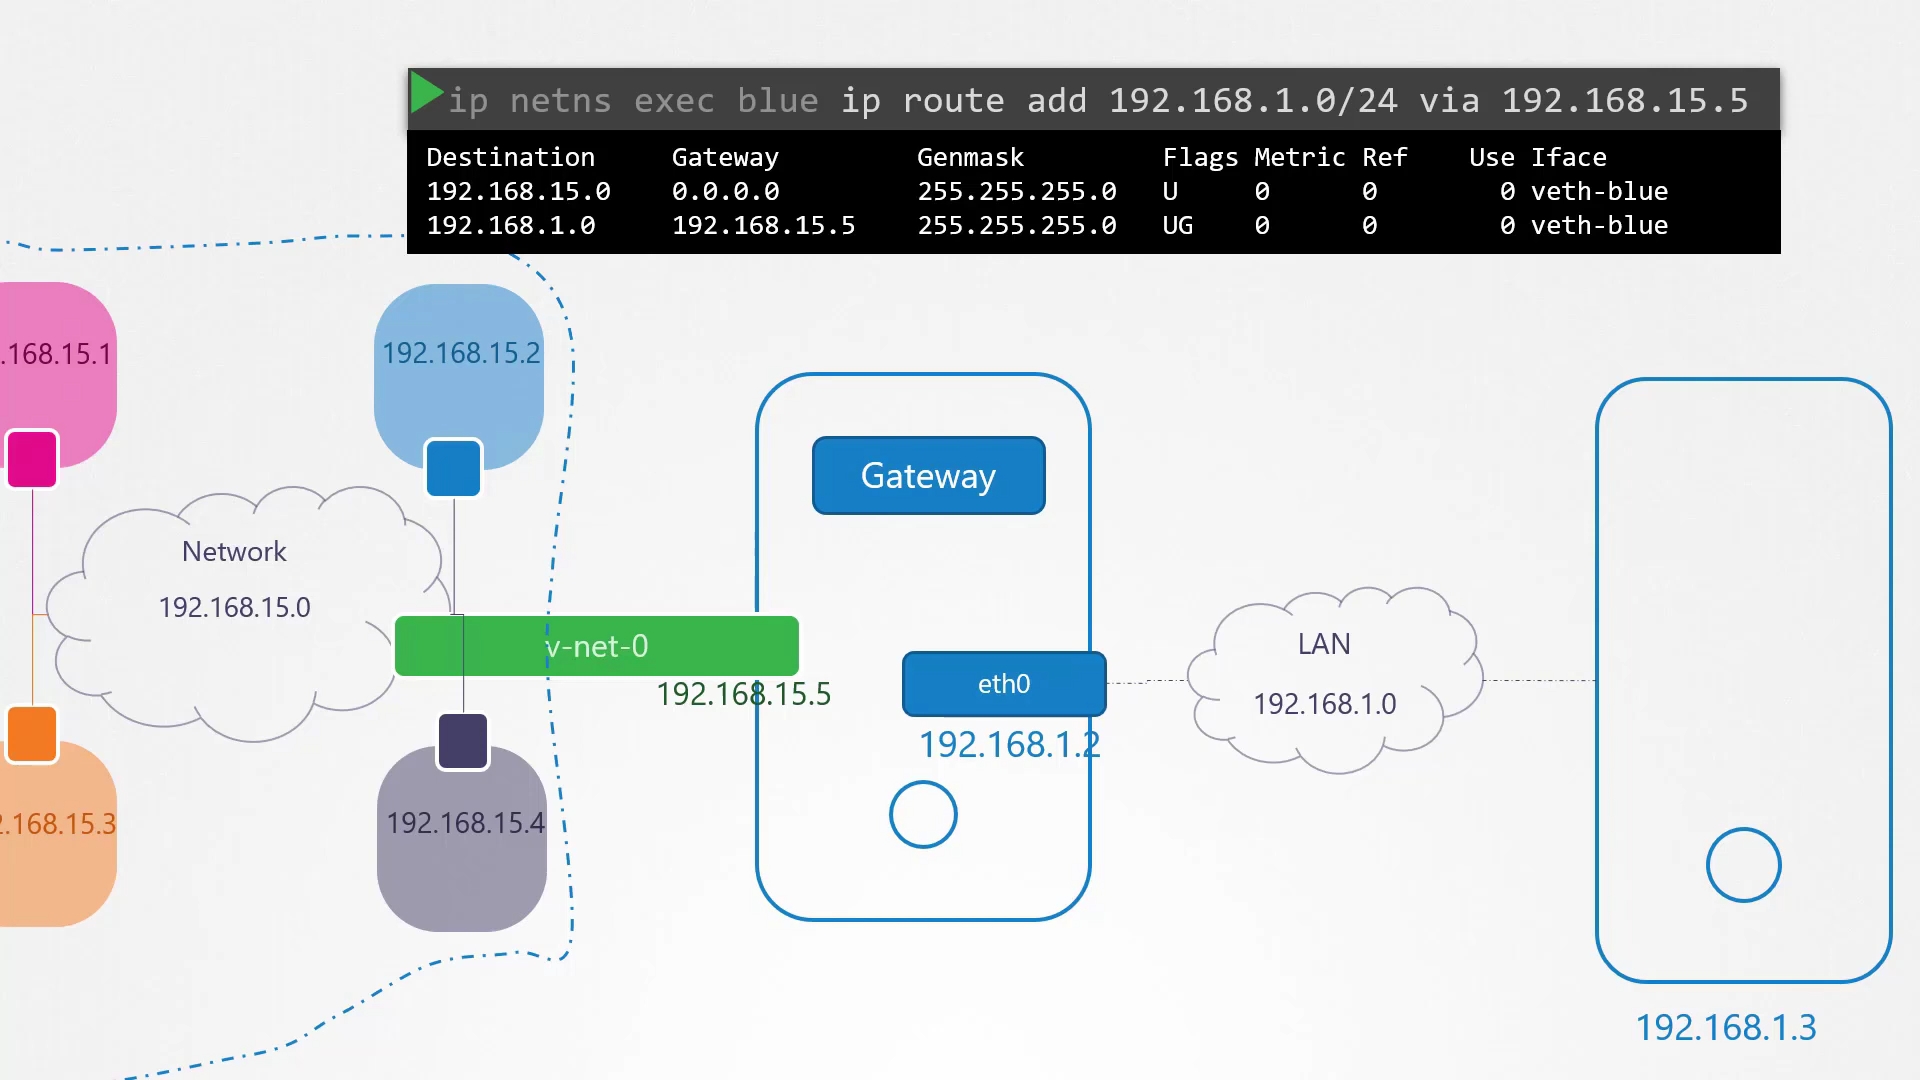 ip netns exec blue ip route add 192.168.1.0/24 via 192.168.15.5
Destination Gateway Genmask Flags Metric Ref Use Iface
192.168.15.0 0.0.0.0 255.255.255.0 U 0 0 0 veth-blue
192.168.1.0 192.168.15.5 255.255.255.0 UG 0 0 0 veth-blue
.168.15.1
192.168.15.2
Gateway
Network
192.168.15.0
v-net-0
192.168.15.5
eth0
192.168.1.2
LAN
192.168.1.0
2.168.15.3
192.168.15.4
192.168.1.3